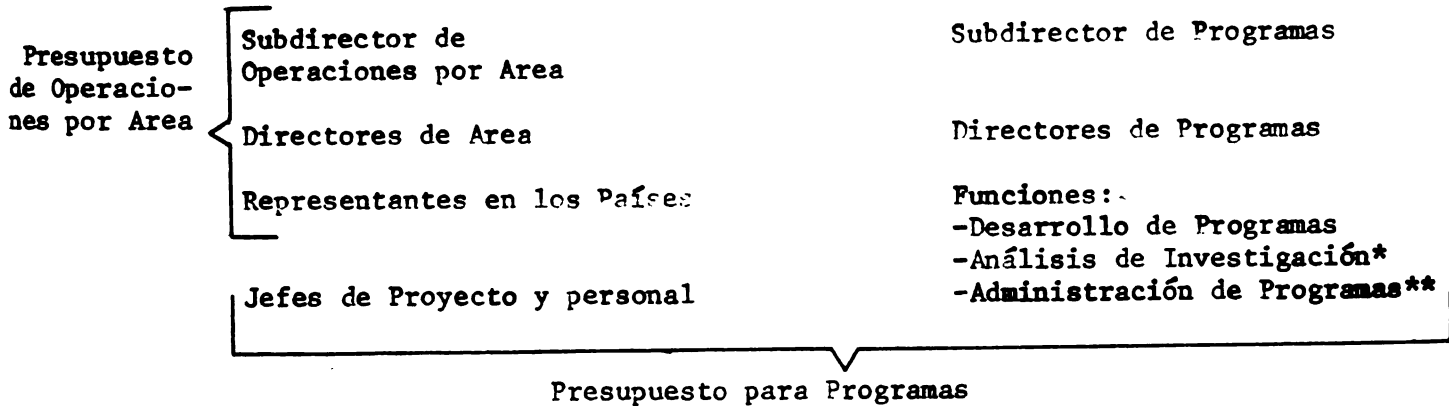 Presupuesto
de Operacio-
nes por Area
Subdirector de
Operaciones por Area
Directores de Area
Representantes en los Países
Jefes de Proyecto y personal
Subdirector de Programas
Directores de Programas
Funciones:
-Desarrollo de Programas
-Análisis de Investigación*
-Administración de Programas**
Presupuesto para Programas